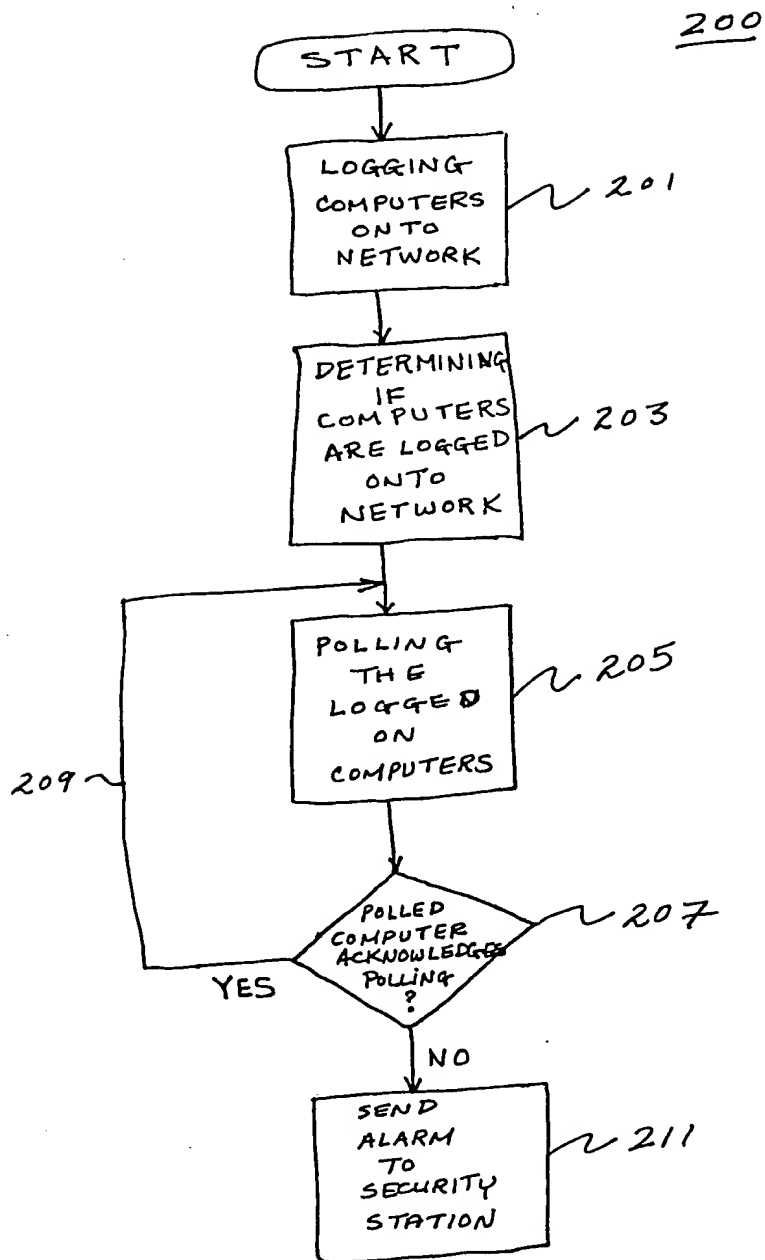 200
START
LOGGING
COMPUTERS
ONTO
NETWORK
201
DETERMINING
IF
COMPUTERS
ARE LOGGED
ONTO
NETWORK
203
POLLING
THE
LOGGED
ON
COMPUTERS
205
209
POLLED
COMPUTER
ACKNOWLEDGES
POLLING
?
207
YES
NO
SEND
ALARM
TO
SECURITY
STATION
211